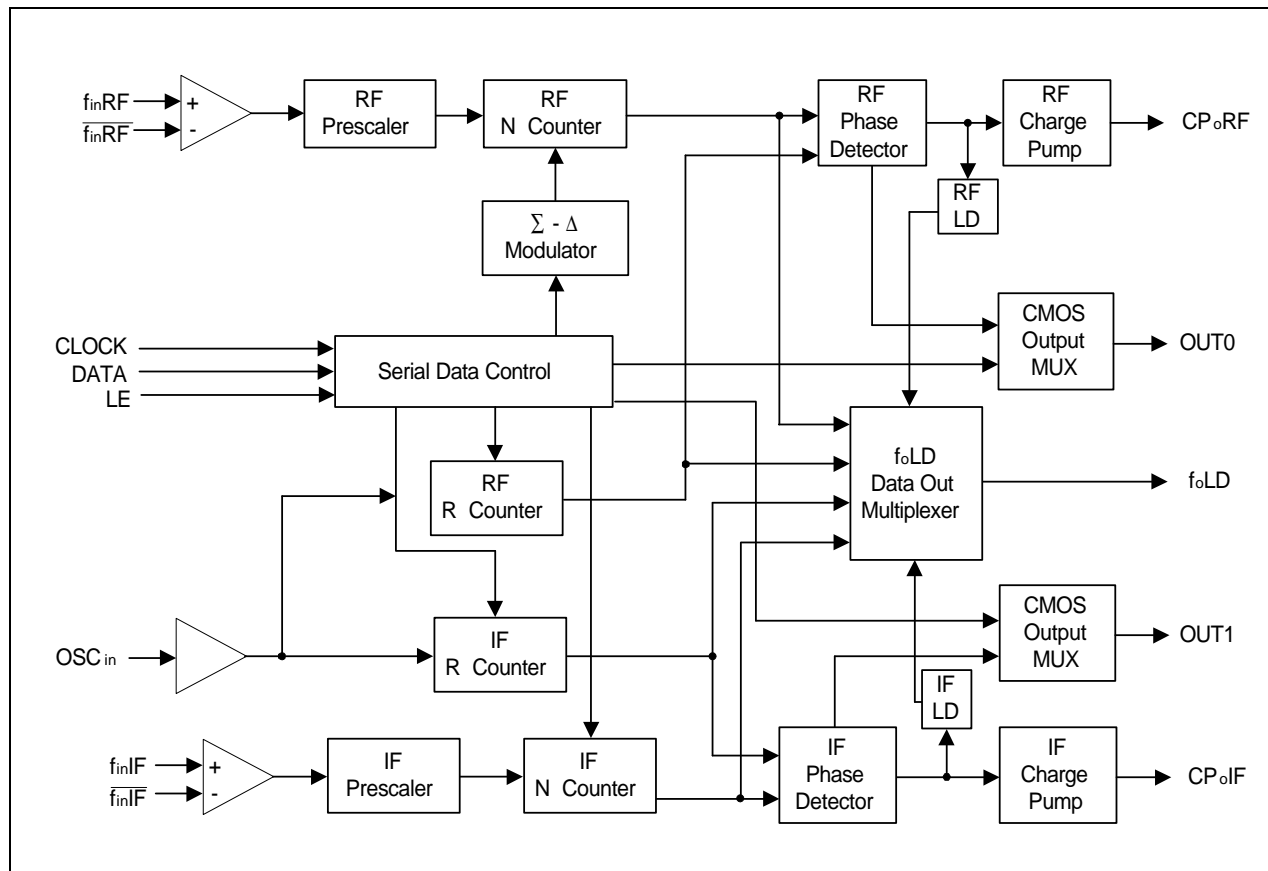 finRF
+
RF
Prescaler
RF
N Counter
RF
Phase
Detector
RF
Charge
Pump
CPoRF
finRF
-
RF
LD
Σ - Δ
Modulator
CLOCK
DATA
LE
Serial Data Control
CMOS
Output
MUX
OUT0
RF
R Counter
foLD
Data Out
Multiplexer
foLD
OSCin
IF
R Counter
CMOS
Output
MUX
OUT1
IF
LD
finIF
+
finIF
-
IF
Prescaler
IF
N Counter
IF
Phase
Detector
IF
Charge
Pump
CPoIF